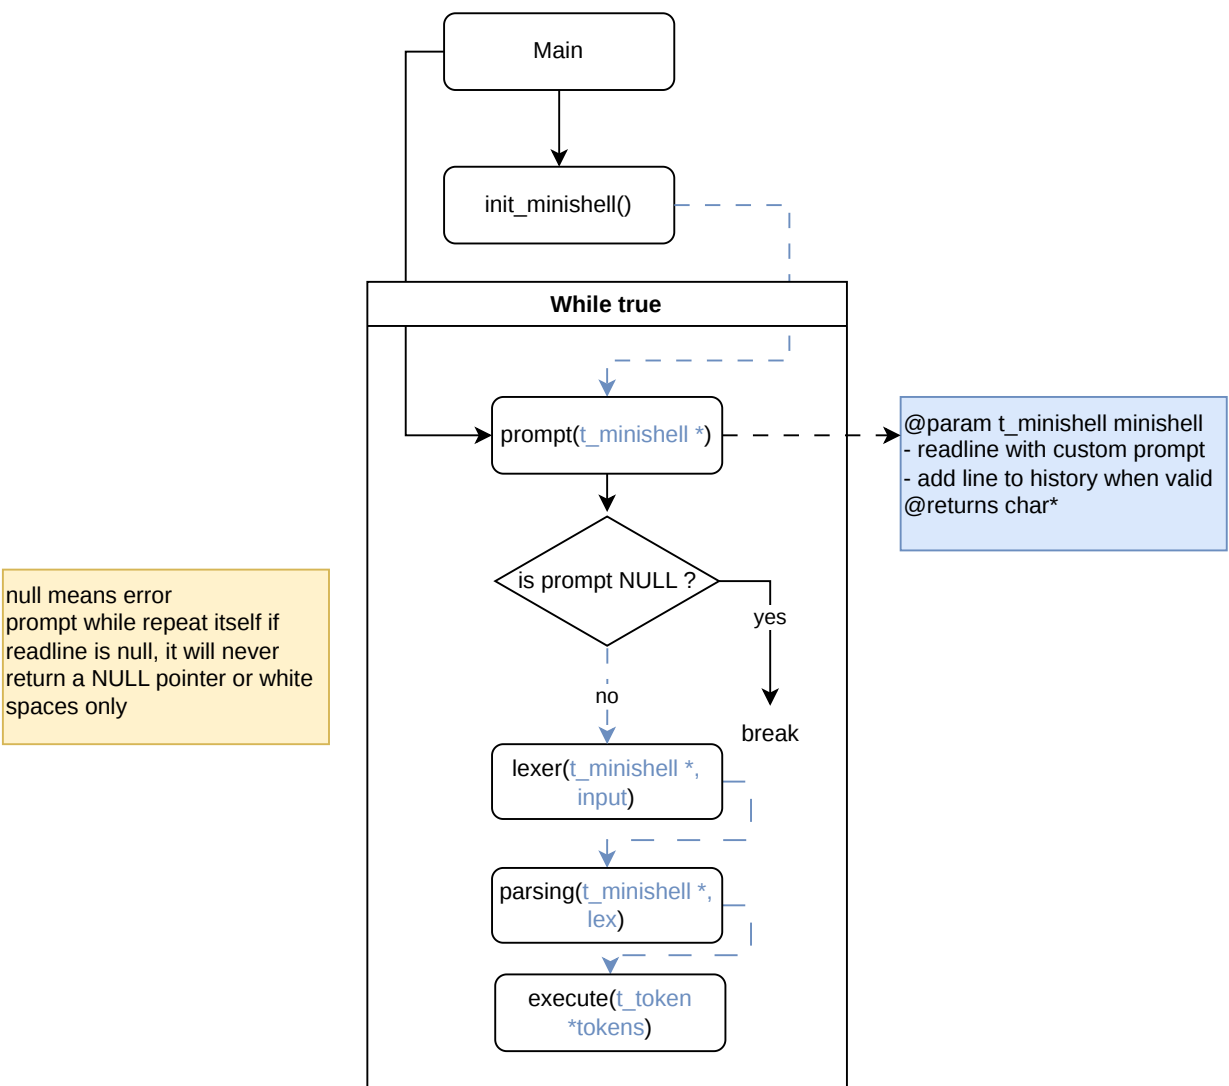 Main
init_minishell()
While true
prompt(t_minishell *)
@param t_minishell minishell
- readline with custom prompt
- add line to history when valid
@returns char*
is prompt NULL ?
yes
null means error
prompt while repeat itself if
readline is null, it will never
return a NULL pointer or white
spaces only
no
break
lexer(t_minishell *,
input)
parsing(t_minishell *,
lex)
execute(t_token
*tokens)